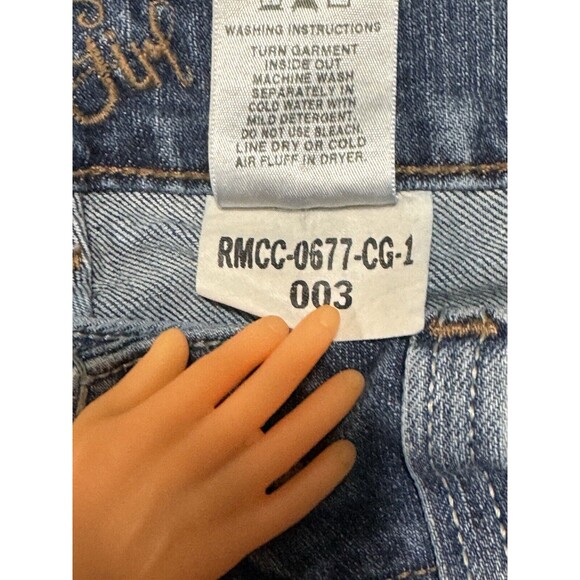 Girl
WASHING INSTRUCTIONS
TURN GARMENT
INSIDE OUT
MACHINE WASH
SEPARATELY IN
COLD WATER WITH
MILD DETERGENT.
DO NOT USE BLEACH.
LINE DRY OR COLD
AIR FLUFF IN DRYER.
RMCC-0677-CG-1
003